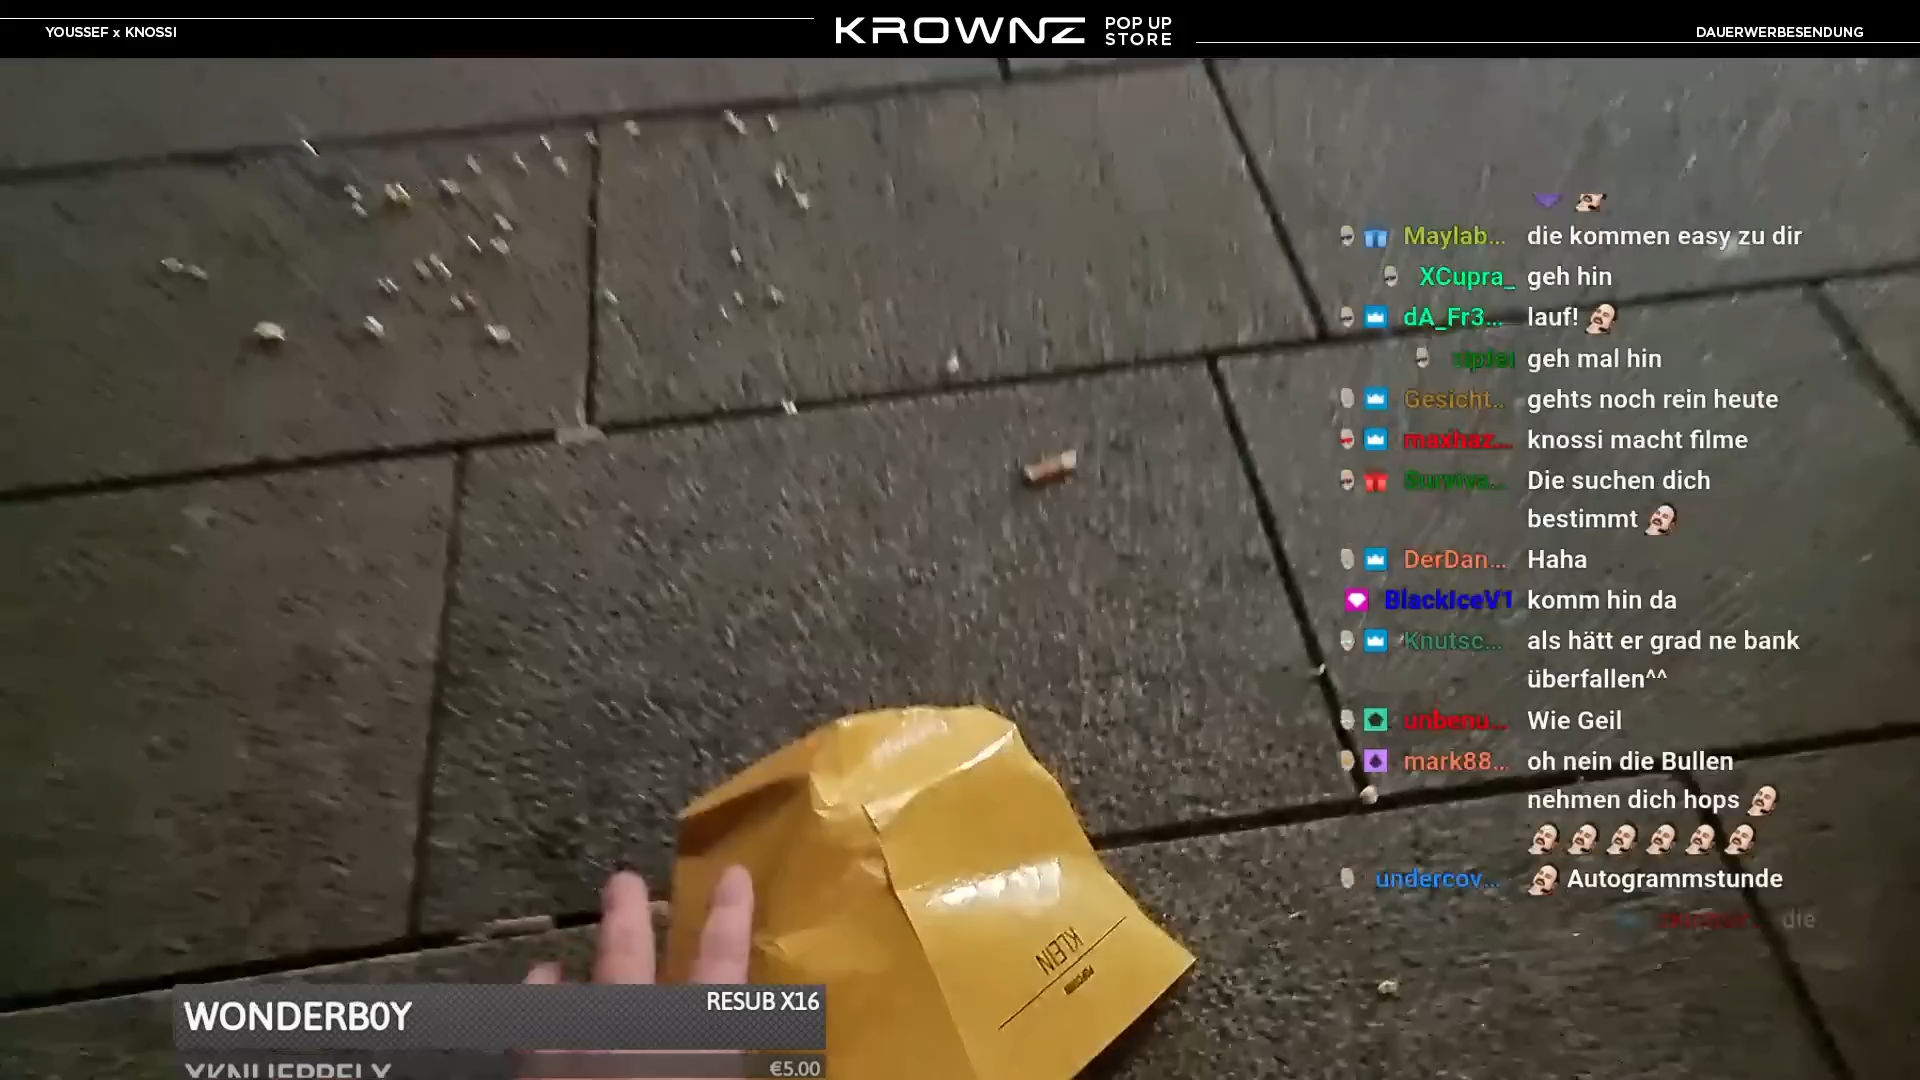 YOUSSEF x KNOSSI
KROWNZ
POP UP
STORE
DAUERWERBESENDUNG
Maylab... die kommen easy zu dir
XCupra_ geh hin
dA_Fr3... lauf!
geh mal hin
Gesicht... gehts noch rein heute
maxhaz... knossi macht filme
Surviva... Die suchen dich
bestimmt
DerDan... Haha
BlackIceV1 komm hin da
Knutsc... als hätt er grad ne bank
überfallen^^
unbenu... Wie Geil
mark88... oh nein die Bullen
nehmen dich hops
undercov... Autogrammstunde
die
KLEIN
POPCORN
WONDERB0Y
RESUB X16
€5.00